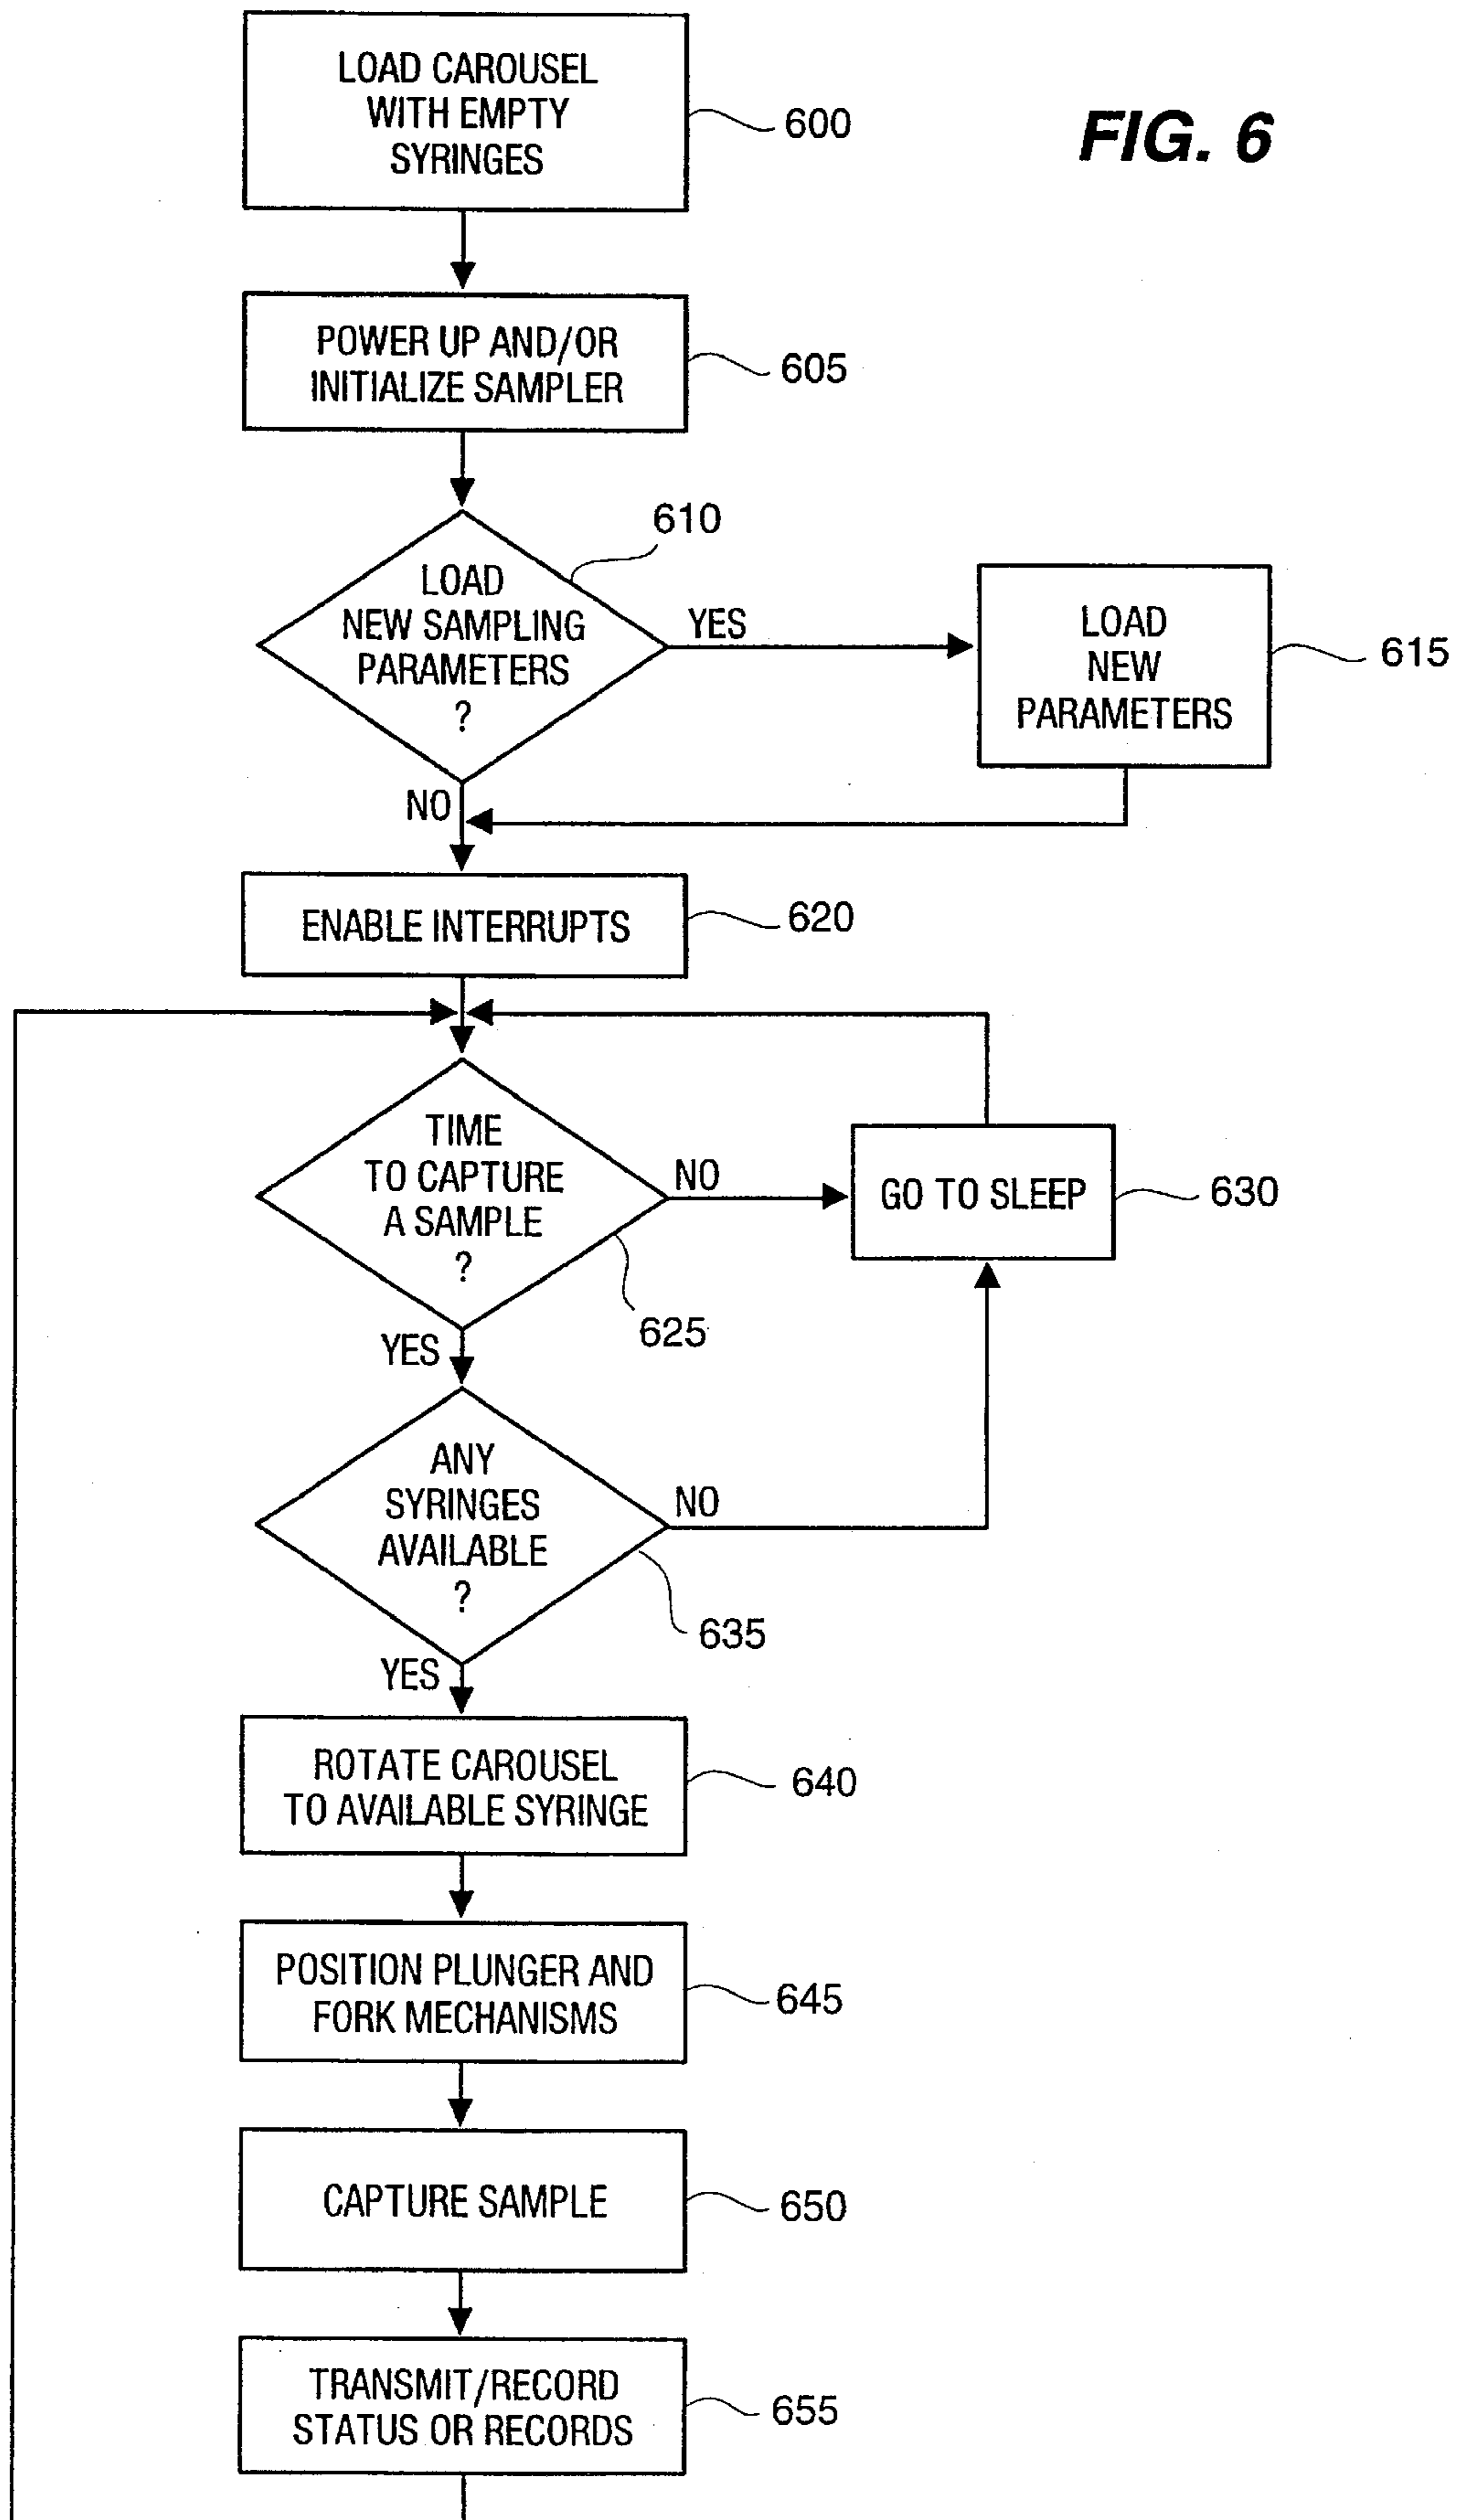 LOAD CAROUSEL
WITH EMPTY
SYRINGES
600
FIG. 6
POWER UP AND/OR
INITIALIZE SAMPLER
605
610
LOAD
NEW SAMPLING
PARAMETERS
?
YES
LOAD
NEW
PARAMETERS
615
NO
ENABLE INTERRUPTS
620
TIME
TO CAPTURE
A SAMPLE
?
NO
GO TO SLEEP
630
625
YES
ANY
SYRINGES
AVAILABLE
?
NO
635
YES
ROTATE CAROUSEL
TO AVAILABLE SYRINGE
640
POSITION PLUNGER AND
FORK MECHANISMS
645
CAPTURE SAMPLE
650
TRANSMIT/RECORD
STATUS OR RECORDS
655